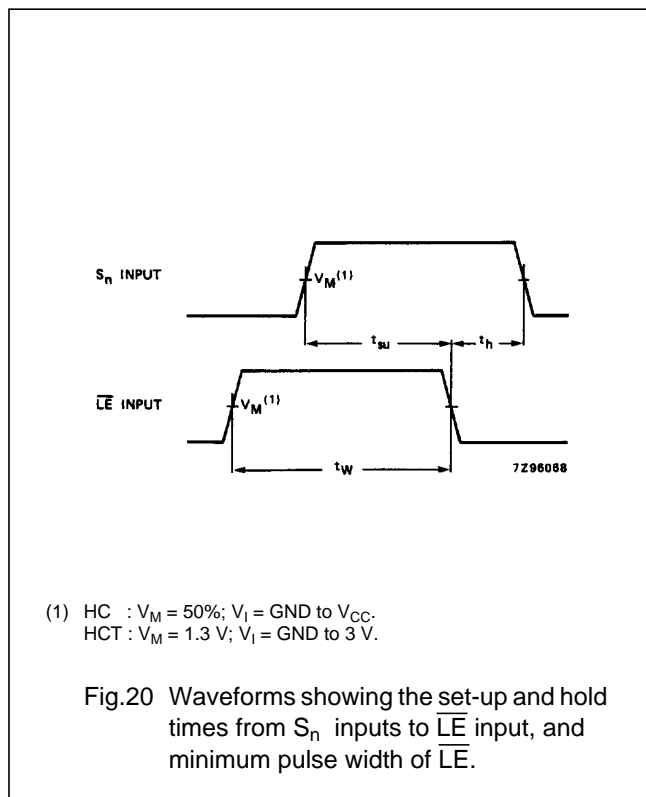 Sn INPUT
VM(1)
tsu
th
LE INPUT
VM(1)
tW
7Z96068
(1) HC : VM = 50%; VI = GND to VCC.
HCT : VM = 1.3 V; VI = GND to 3 V.
Fig.20 Waveforms showing the set-up and hold
times from Sn inputs to L̅E̅ input, and
minimum pulse width of L̅E̅.